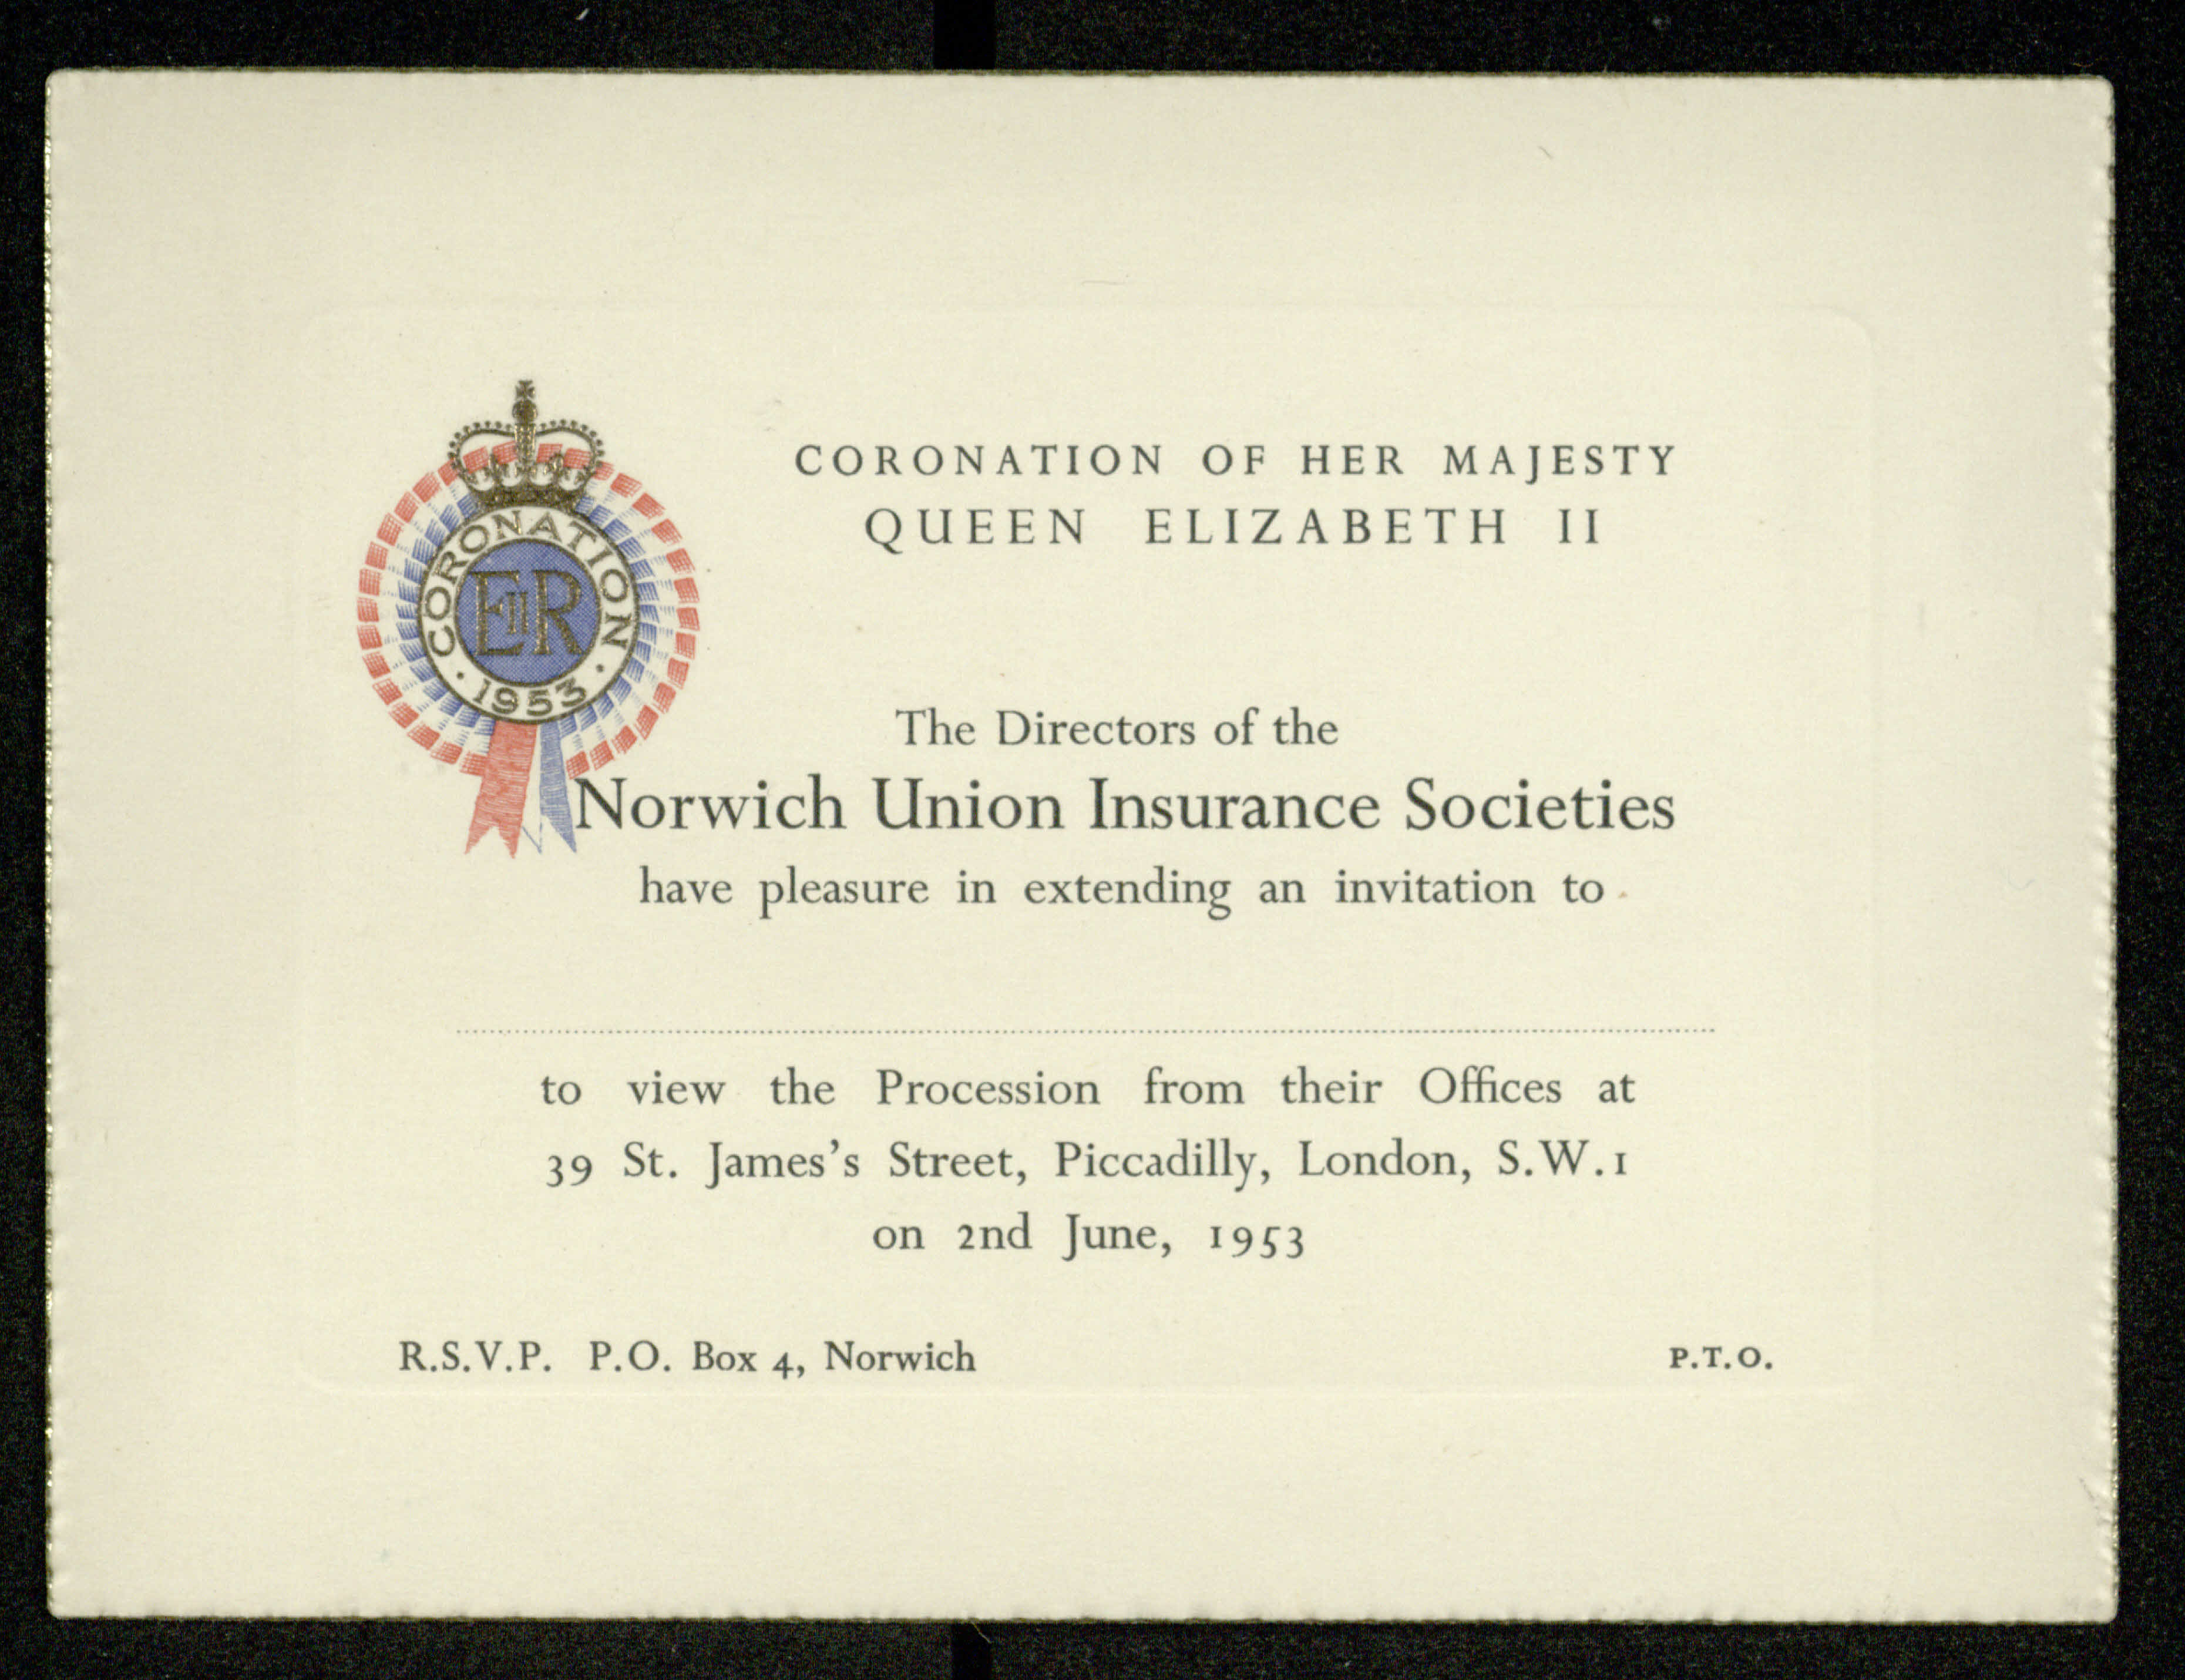 CORONATION OF HER MAJESTY
QUEEN ELIZABETH II
CORONATION
EIIR
· 1953 ·
The Directors of the
Norwich Union Insurance Societies
have pleasure in extending an invitation to
to view the Procession from their Offices at
39 St. James's Street, Piccadilly, London, S.W.1
on 2nd June, 1953
R.S.V.P. P.O. Box 4, Norwich
P.T.O.